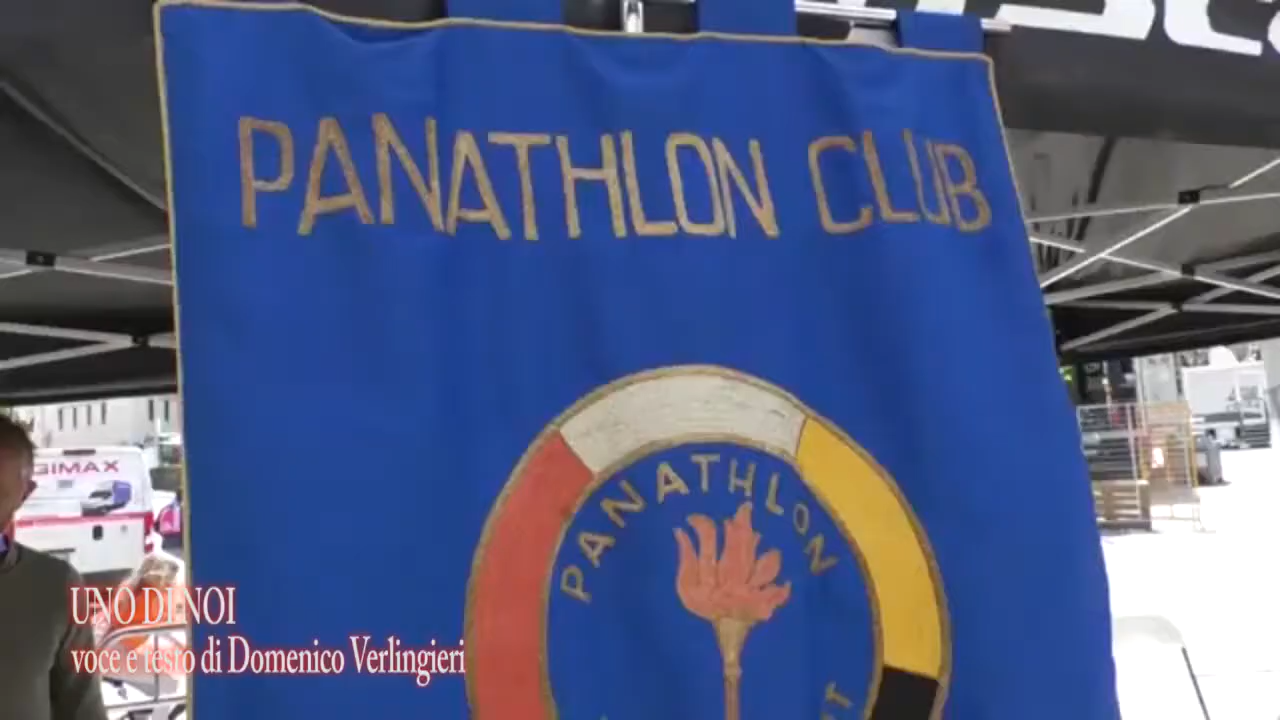 PANATHLON CLUB
PANATHLON
GIMAX
UNO DI NOI
voce e testo di Domenico Verlingieri